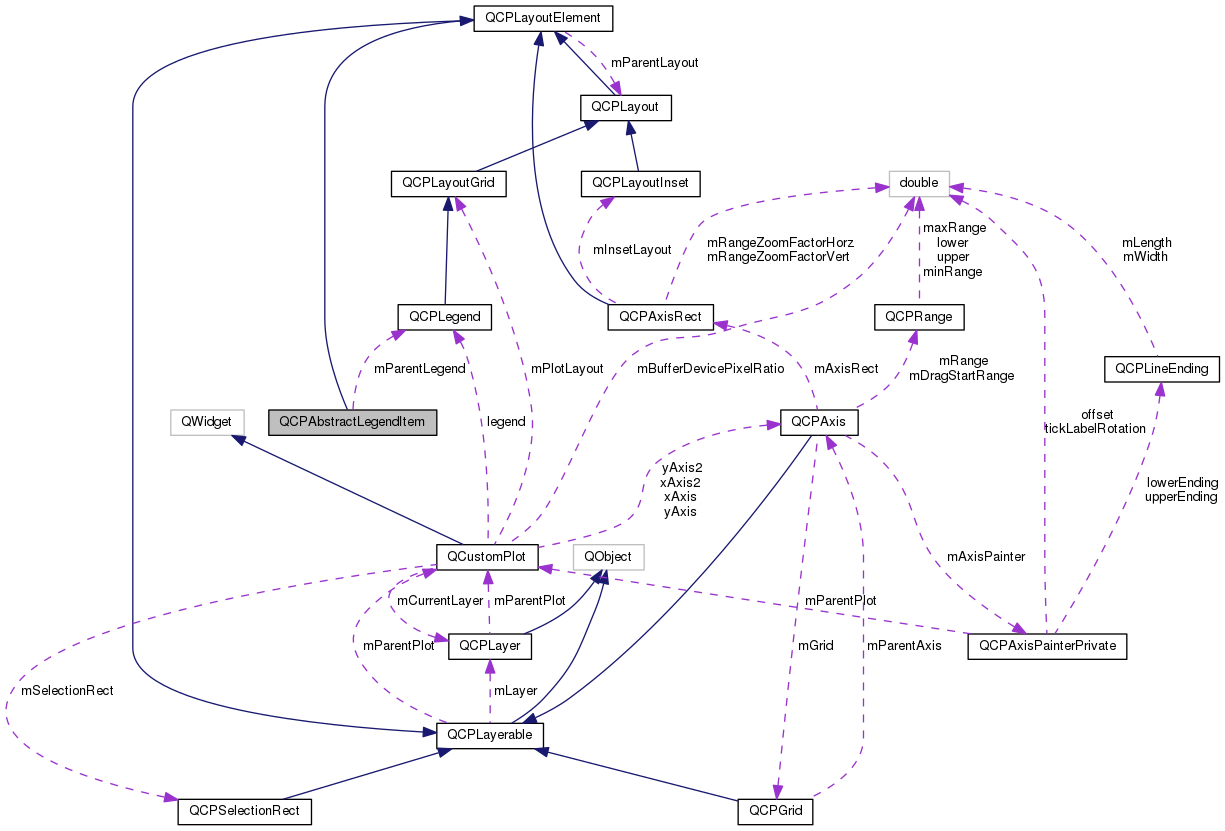 QCPLayoutElement
mParentLayout
QCPLayout
QCPLayoutGrid
QCPLayoutInset
double
mInsetLayout
mRangeZoomFactorHorz
mRangeZoomFactorVert
maxRange
lower
upper
minRange
mLength
mWidth
QCPLegend
QCPAxisRect
QCPRange
mParentLegend
mPlotLayout
mBufferDevicePixelRatio
mAxisRect
mRange
mDragStartRange
QCPLineEnding
QWidget
QCPAbstractLegendItem
legend
QCPAxis
offset
tickLabelRotation
yAxis2
xAxis2
xAxis
yAxis
lowerEnding
upperEnding
QCustomPlot
QObject
mAxisPainter
mCurrentLayer
mParentPlot
mParentPlot
mParentPlot
QCPLayer
mGrid
mParentAxis
QCPAxisPainterPrivate
mSelectionRect
mLayer
QCPLayerable
QCPSelectionRect
QCPGrid